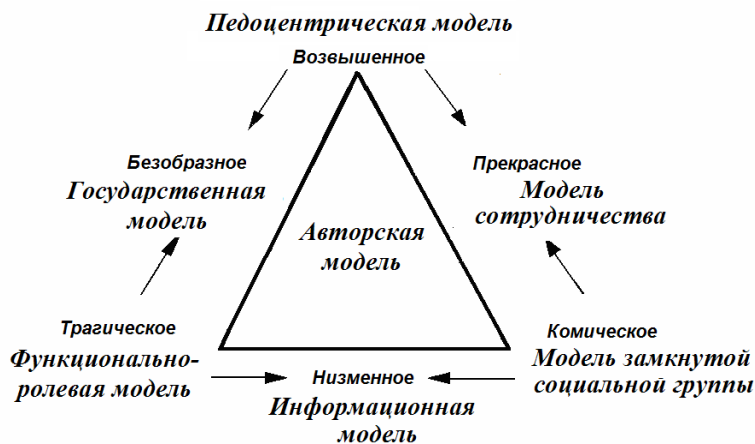 Педоцентрическая модель
Возвышенное
Безобразное
Государственная
модель
Прекрасное
Модель
сотрудничества
Авторская
модель
Трагическое
Функционально-
ролевая модель
Низменное
Информационная
модель
Комическое
Модель замкнутой
социальной группы